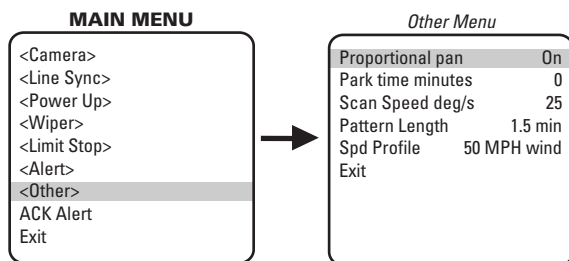 MAIN MENU
<Camera>
<Line Sync>
<Power Up>
<Wiper>
<Limit Stop>
<Alert>
<Other>
ACK Alert
Exit
Other Menu
Proportional pan On
Park time minutes 0
Scan Speed deg/s 25
Pattern Length 1.5 min
Spd Profile 50 MPH wind
Exit